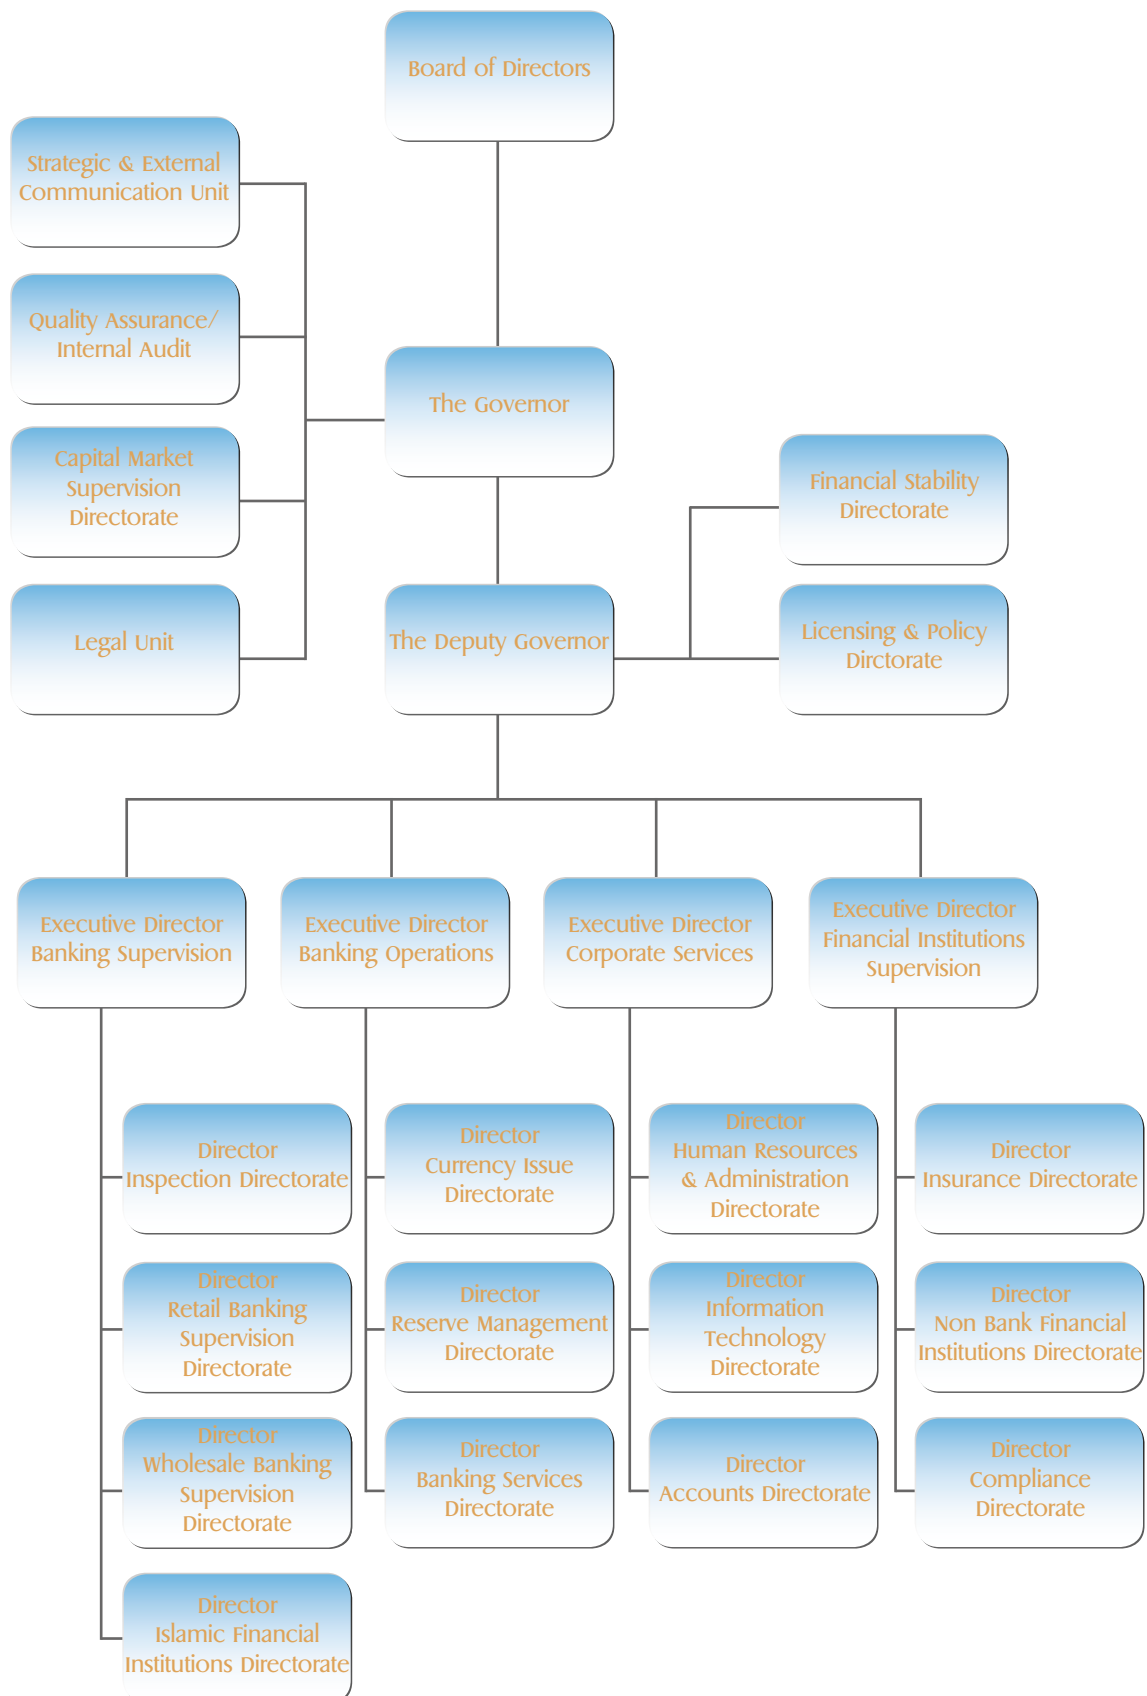 Board of Directors
Strategic & External
Communication Unit
Quality Assurance/
Internal Audit
The Governor
Capital Market
Supervision
Directorate
Financial Stability
Directorate
Legal Unit
The Deputy Governor
Licensing & Policy
Dirctorate
Executive Director
Banking Supervision
Executive Director
Banking Operations
Executive Director
Corporate Services
Executive Director
Financial Institutions
Supervision
Director
Inspection Directorate
Director
Currency Issue
Directorate
Director
Human Resources
& Administration
Directorate
Director
Insurance Directorate
Director
Retail Banking
Supervision
Directorate
Director
Reserve Management
Directorate
Director
Information
Technology
Directorate
Director
Non Bank Financial
Institutions Directorate
Director
Wholesale Banking
Supervision
Directorate
Director
Banking Services
Directorate
Director
Accounts Directorate
Director
Compliance
Directorate
Director
Islamic Financial
Institutions Directorate